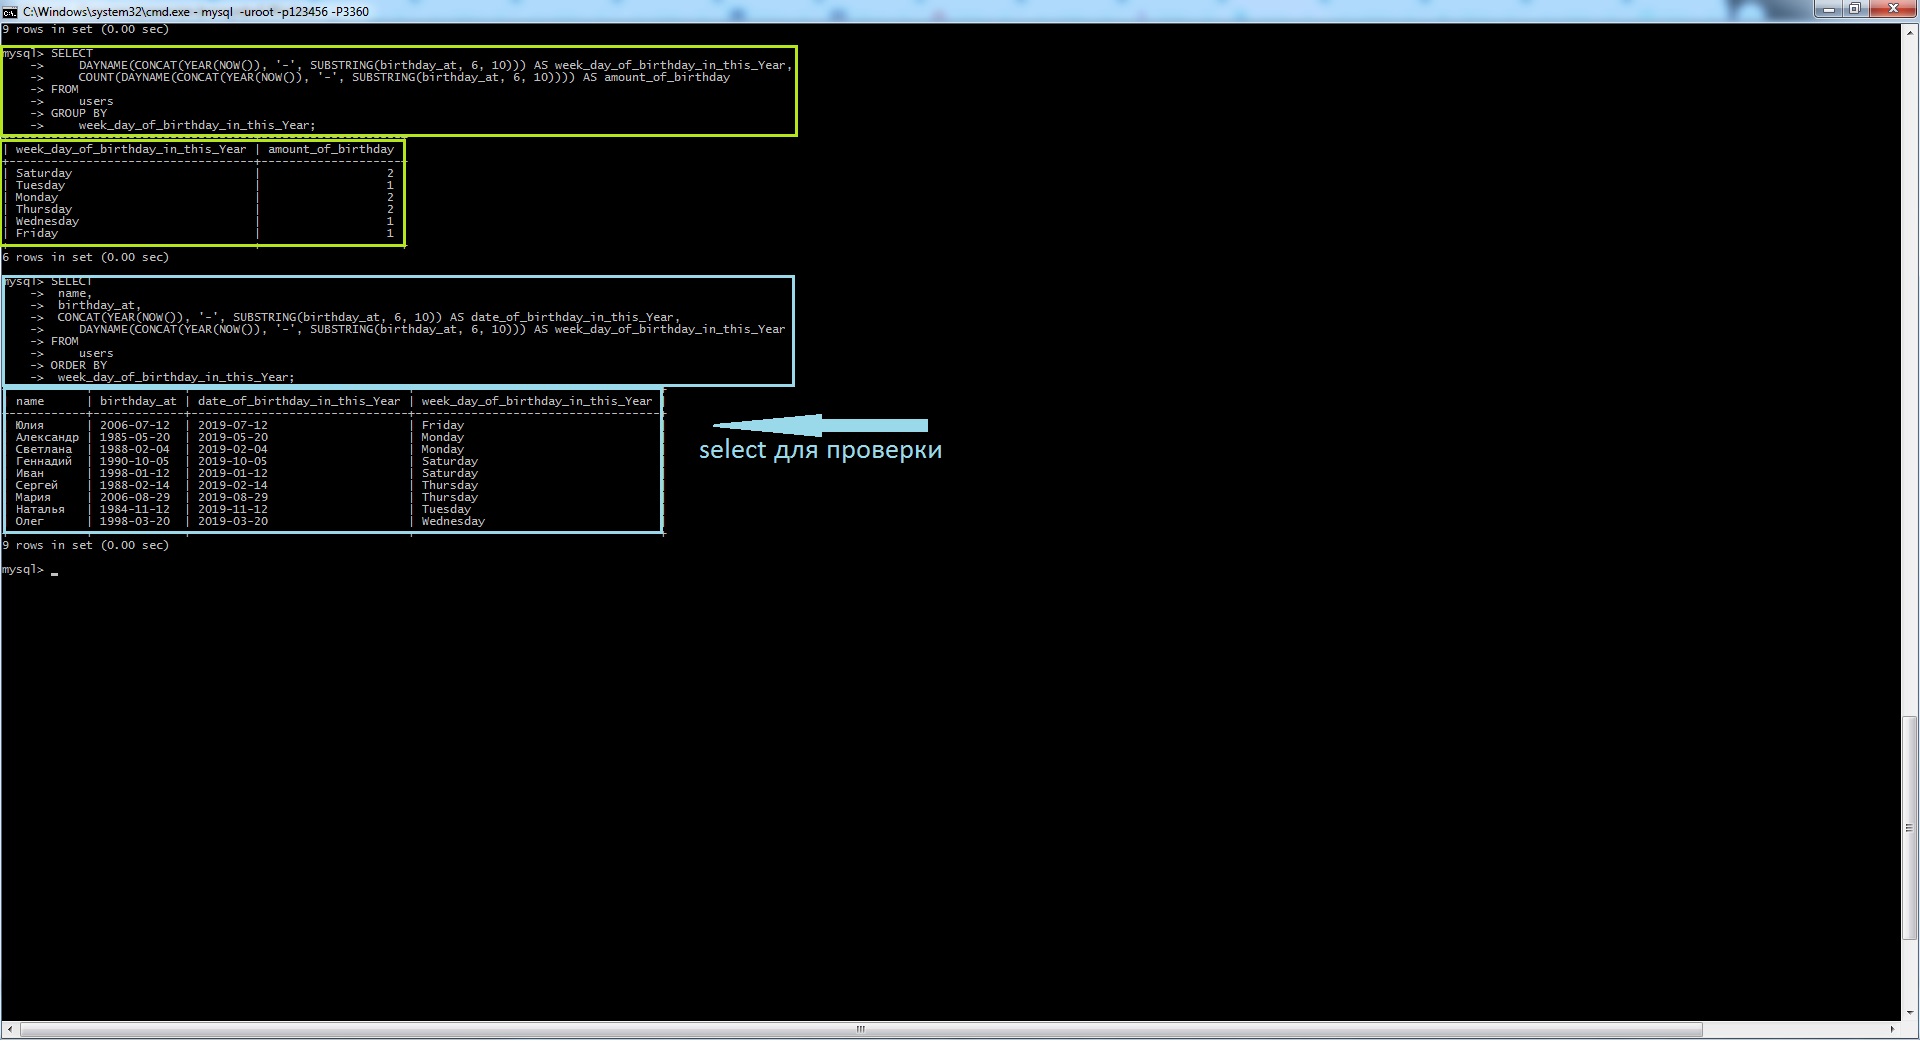 C:\Windows\system32\cmd.exe - mysql  -uroot -p123456 -P3360
9 rows in set (0.00 sec)
mysql> SELECT
    ->     DAYNAME(CONCAT(YEAR(NOW()), '-', SUBSTRING(birthday_at, 6, 10))) AS week_day_of_birthday_in_this_Year,
    ->     COUNT(DAYNAME(CONCAT(YEAR(NOW()), '-', SUBSTRING(birthday_at, 6, 10)))) AS amount_of_birthday
    -> FROM
    ->     users
    -> GROUP BY
    ->     week_day_of_birthday_in_this_Year;
| week_day_of_birthday_in_this_Year | amount_of_birthday
| Saturday                          |                  2
| Tuesday                           |                  1
| Monday                            |                  2
| Thursday                          |                  2
| Wednesday                         |                  1
| Friday                            |                  1
6 rows in set (0.00 sec)
mysql> SELECT
    ->  name,
    ->  birthday_at,
    ->  CONCAT(YEAR(NOW()), '-', SUBSTRING(birthday_at, 6, 10)) AS date_of_birthday_in_this_Year,
    ->     DAYNAME(CONCAT(YEAR(NOW()), '-', SUBSTRING(birthday_at, 6, 10))) AS week_day_of_birthday_in_this_Year
    -> FROM
    ->     users
    -> ORDER BY
    ->  week_day_of_birthday_in_this_Year;
name      | birthday_at | date_of_birthday_in_this_Year | week_day_of_birthday_in_this_Year
Юлия      | 2006-07-12  | 2019-07-12                    | Friday
Александр | 1985-05-20  | 2019-05-20                    | Monday
Светлана  | 1988-02-04  | 2019-02-04                    | Monday
Геннадий  | 1990-10-05  | 2019-10-05                    | Saturday
Иван      | 1998-01-12  | 2019-01-12                    | Saturday
Сергей    | 1988-02-14  | 2019-02-14                    | Thursday
Мария     | 2006-08-29  | 2019-08-29                    | Thursday
Наталья   | 1984-11-12  | 2019-11-12                    | Tuesday
Олег      | 1998-03-20  | 2019-03-20                    | Wednesday
select для проверки
9 rows in set (0.00 sec)
mysql> _